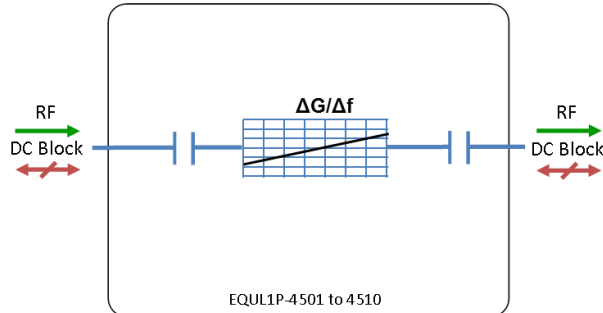 ΔG/Δf
RF
DC Block
RF
DC Block
EQUL1P-4501 to 4510